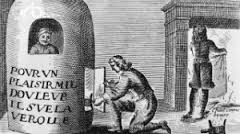 POVR VN
PLAISIR MIL
DOVLEVR
IL SVE LA
VEROLLE